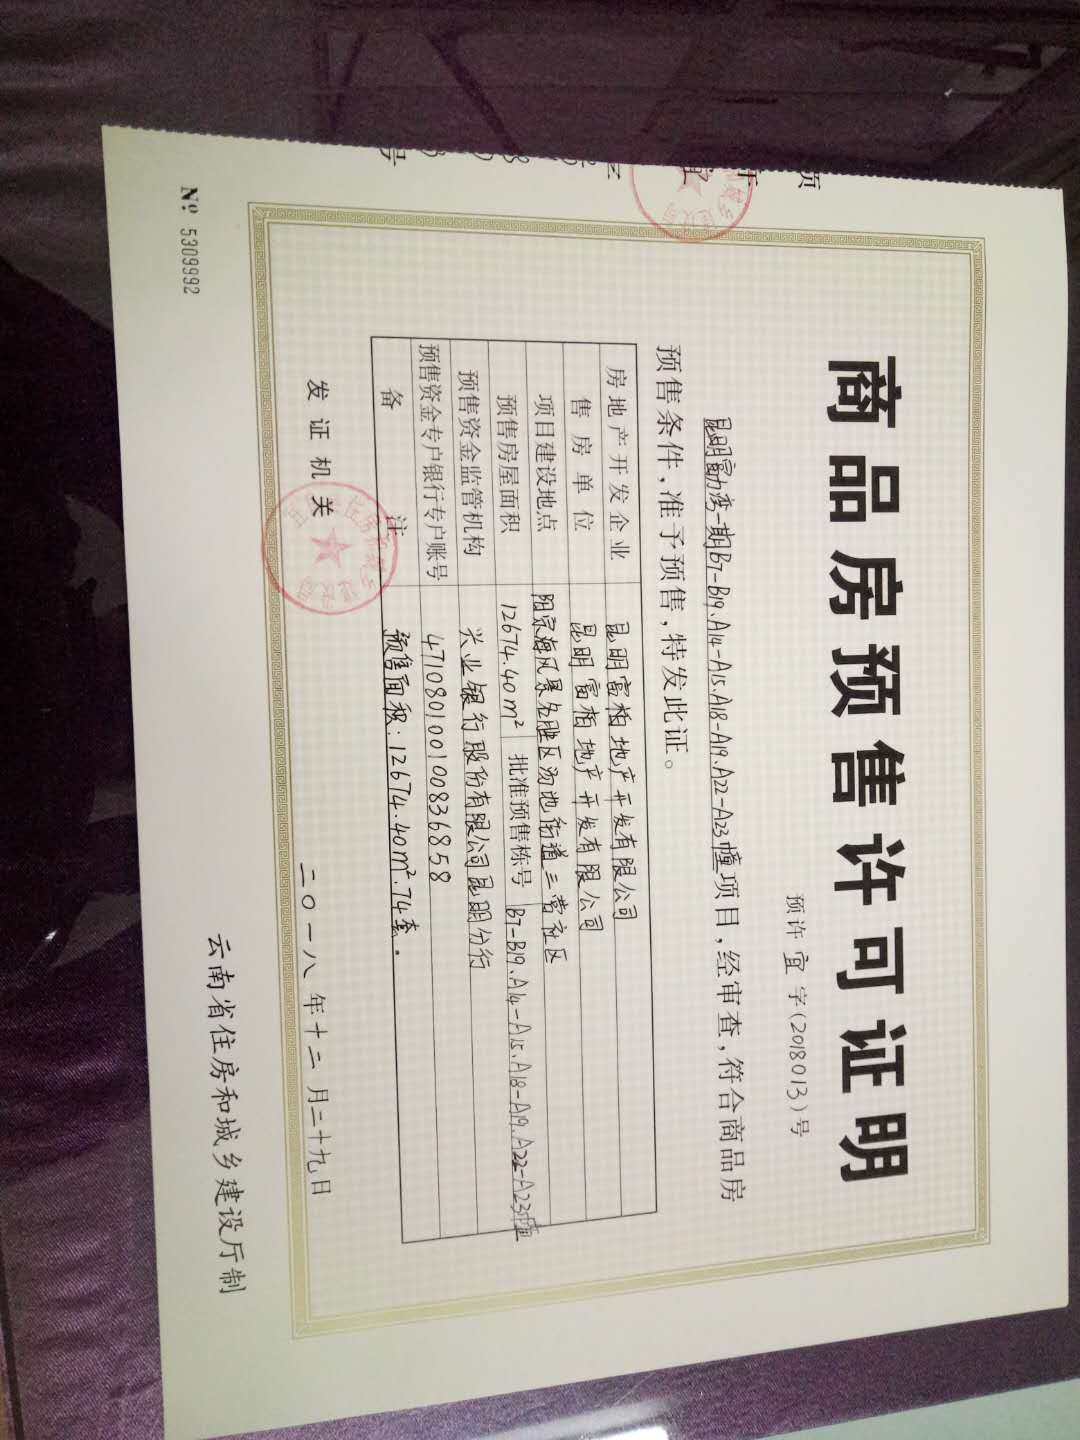 商品房预售许可证明
预许宜字(2018013)号
昆明富力湾一期B7-B19、A14-A15、A18-A19、A22-A23幢项目,经审查,符合商品房
预售条件,准予预售,特发此证。
房地产开发企业 昆明富柏地产开发有限公司
售房单位 昆明富柏地产开发有限公司
项目建设地点 阳宗海风景名胜区汤池街道三营社区
预售房屋面积 12674.40m² 批准预售栋号 B7-B19、A14-A15、A18-A19、A22-A23幢
预售资金监管机构 兴业银行股份有限公司昆明分行
预售资金专户银行专户账号 471080100100836858
备注 预售面积:12674.40m².74套.
发证机关
二〇一八年十二月二十九日
№ 5309992
云南省住房和城乡建设厅制